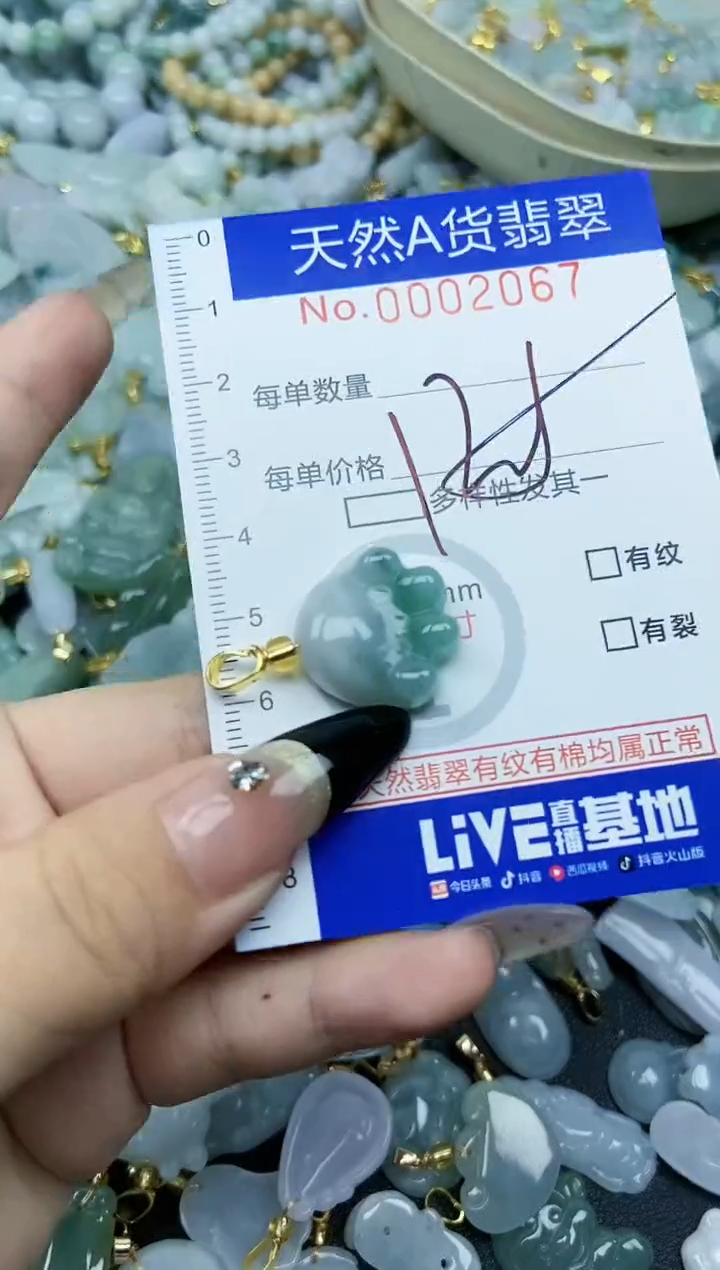 0
天然A货翡翠
No.0002067
1
2
每单数量
3
每单价格
多样性发其一
4
mm
有纹
5
寸
有裂
6
天然翡翠有纹有棉均属正常
LiVE直播基地
8
今日头条 抖音 西瓜视频 抖音火山版